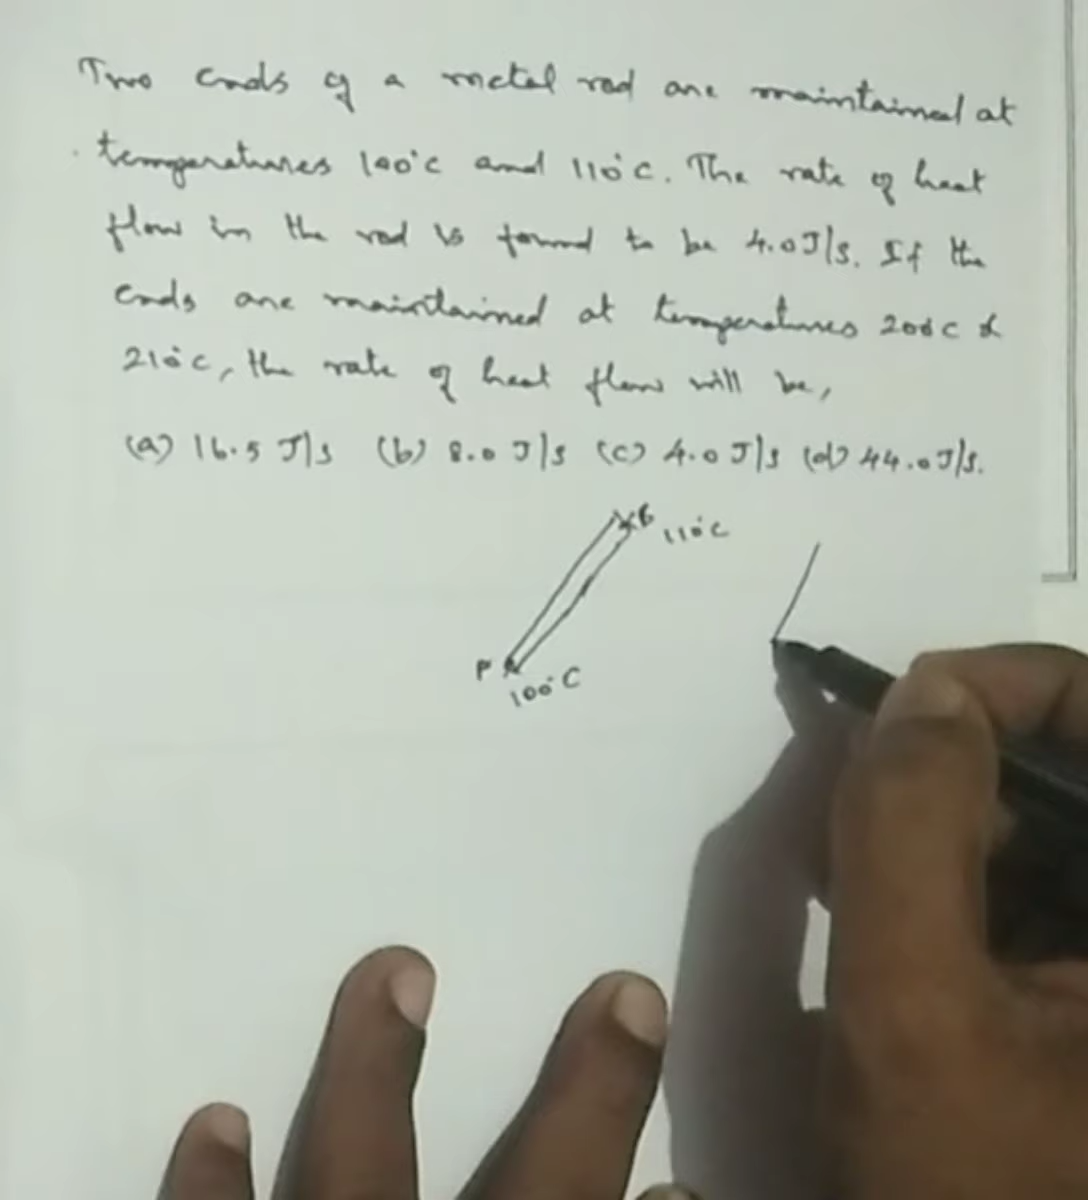 Two ends of a metal rod are maintained at
temperatures 100°C and 110°C. The rate of heat
flow in the rod is found to be 4.0 J/s. If the
ends are maintained at temperatures 200°C &
210°C, the rate of heat flow will be,
(a) 16.5 J/s (b) 8.0 J/s (c) 4.0 J/s (d) 44.0 J/s.
110°C
P
100°C